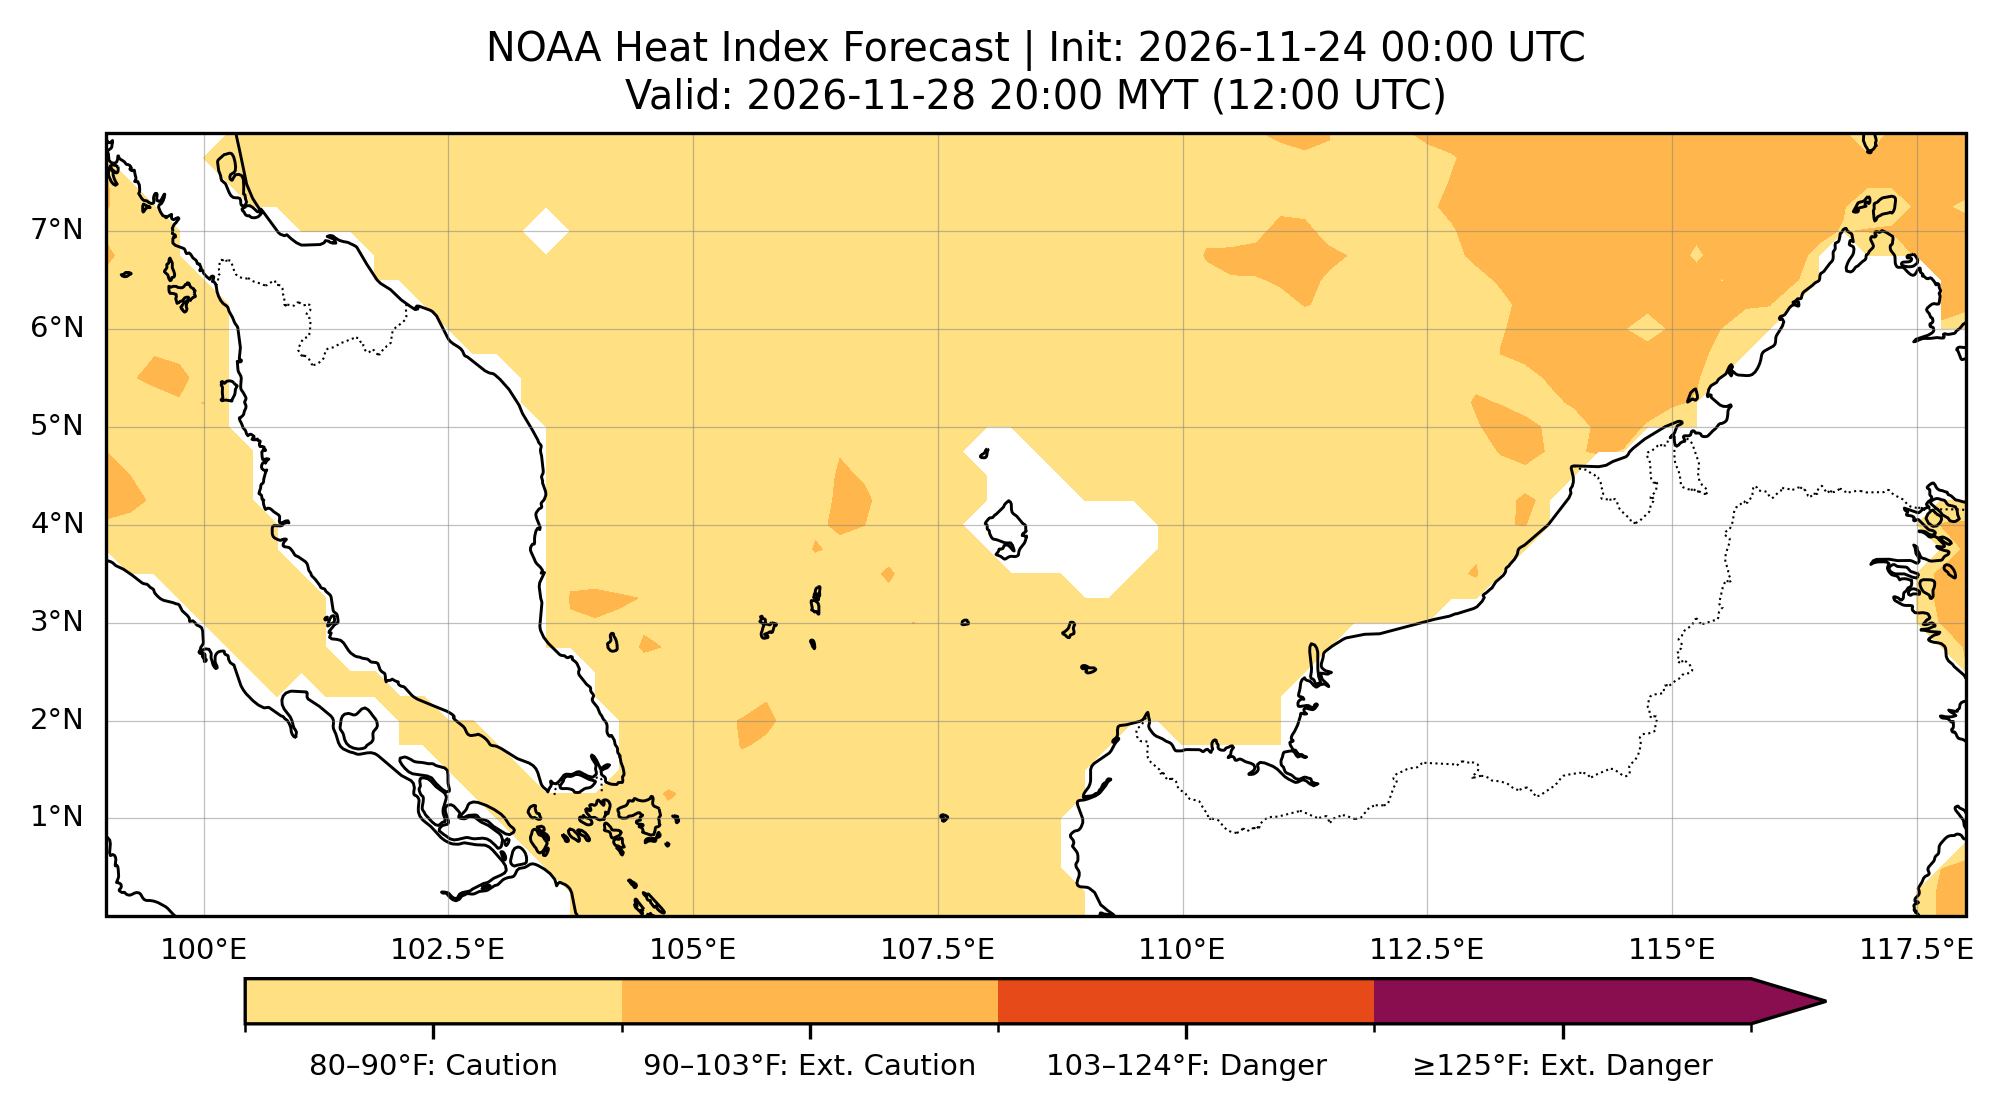 NOAA Heat Index Forecast | Init: 2026-11-24 00:00 UTC
Valid: 2026-11-28 20:00 MYT (12:00 UTC)
7°N
6°N
5°N
4°N
3°N
2°N
1°N
100°E 102.5°E 105°E 107.5°E 110°E 112.5°E 115°E 117.5°E
80–90°F: Caution 90–103°F: Ext. Caution 103–124°F: Danger ≥125°F: Ext. Danger